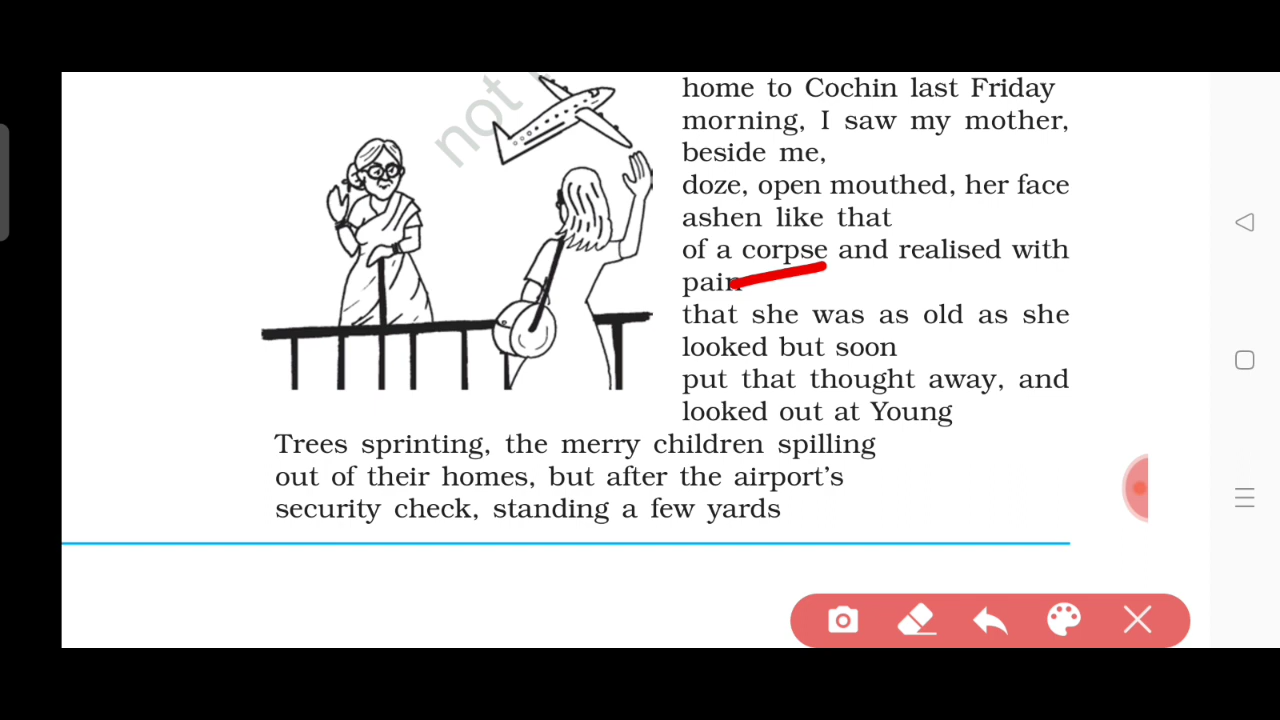 not
home to Cochin last Friday
morning, I saw my mother,
beside me,
doze, open mouthed, her face
ashen like that
of a corpse and realised with
pain
that she was as old as she
looked but soon
put that thought away, and
looked out at Young
Trees sprinting, the merry children spilling
out of their homes, but after the airport's
security check, standing a few yards